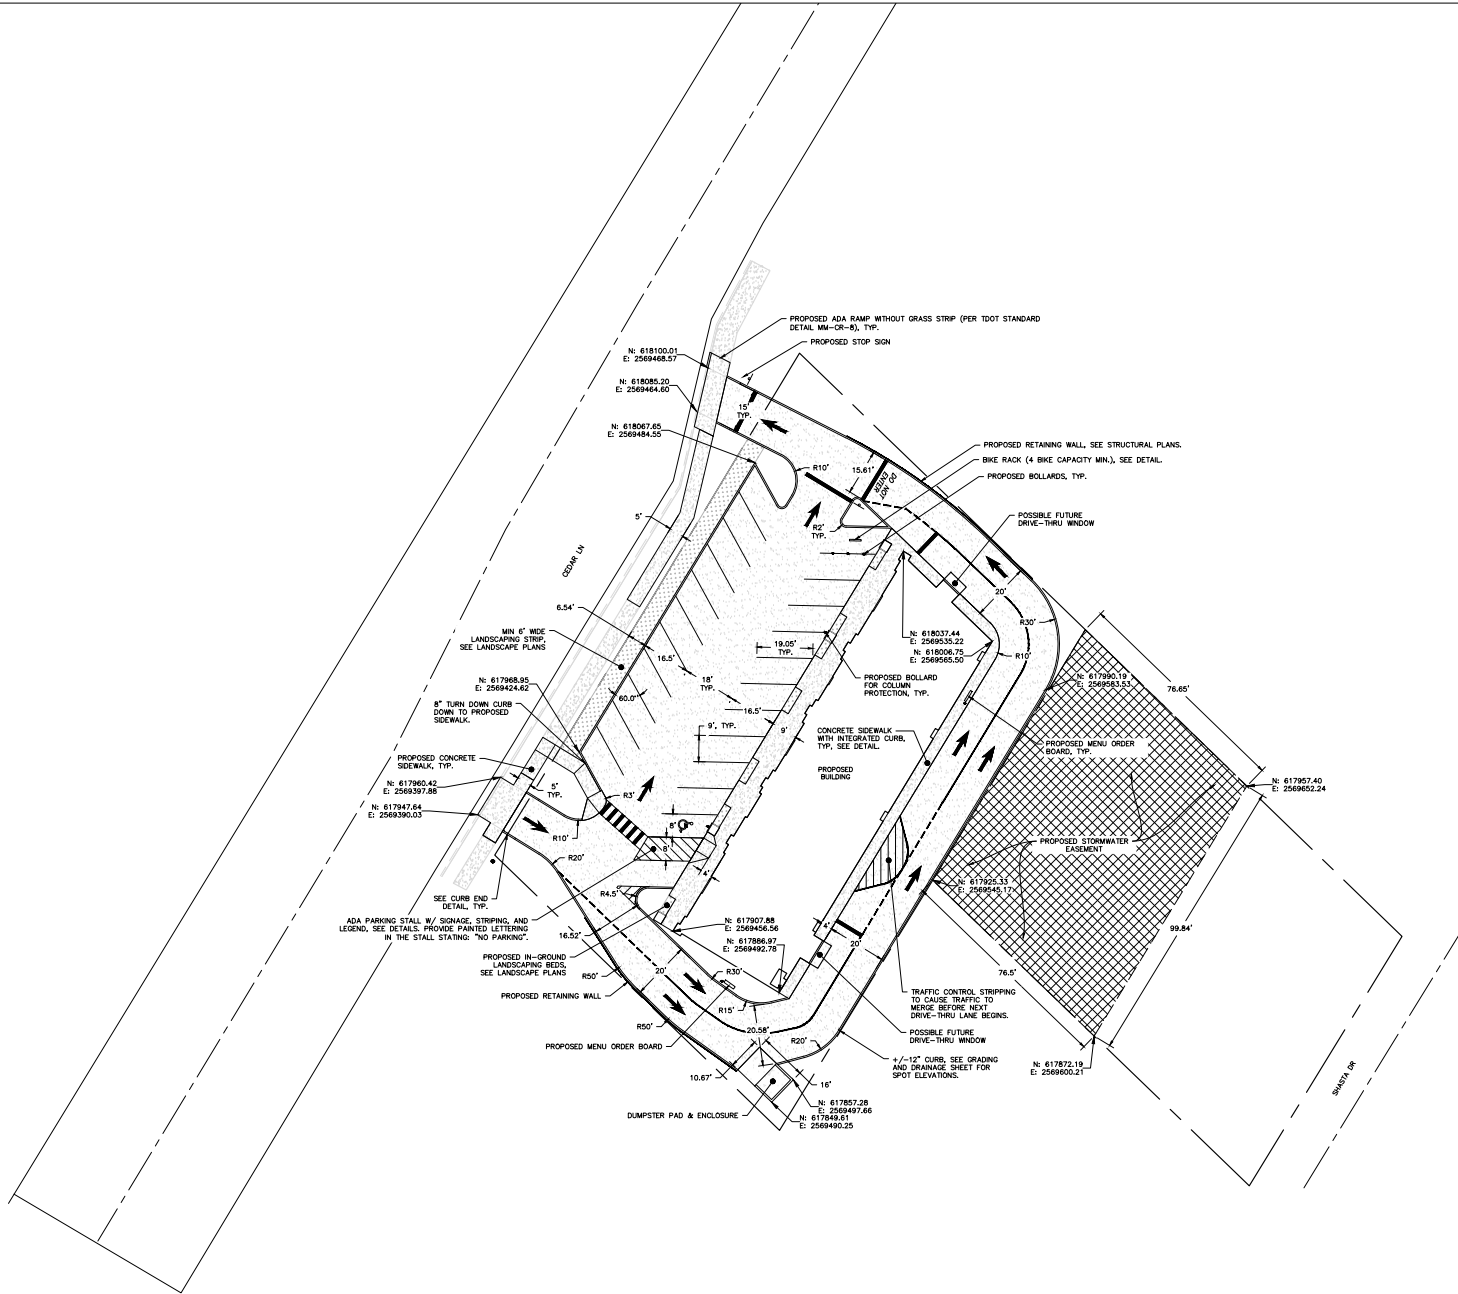 PROPOSED ADA RAMP WITHOUT GRASS STRIP (PER TDOT STANDARD
DETAIL MM-CR-8), TYP.
PROPOSED STOP SIGN
N: 618100.01
E: 2569468.57
N: 618085.20
E: 2569464.60
N: 618067.65
E: 2569484.55
15'
TYP.
R10'
15.61'
DO NOT
ENTER
PROPOSED RETAINING WALL, SEE STRUCTURAL PLANS.
BIKE RACK (4 BIKE CAPACITY MIN.), SEE DETAIL.
PROPOSED BOLLARDS, TYP.
POSSIBLE FUTURE
DRIVE-THRU WINDOW
5'
R2'
TYP.
CEDAR LN
20'
R30'
R10'
6.54'
MIN 6' WIDE
LANDSCAPING STRIP,
SEE LANDSCAPE PLANS
16.5'
18'
TYP.
60.0°
19.05'
TYP.
N: 618037.44
E: 2569535.22
N: 618006.75
E: 2569565.50
PROPOSED BOLLARD
FOR COLUMN
PROTECTION, TYP.
N: 617990.19
E: 2569583.53
76.65'
N: 617968.95
E: 2569424.62
8" TURN DOWN CURB
DOWN TO PROPOSED
SIDEWALK.
16.5'
9', TYP.
9'
CONCRETE SIDEWALK
WITH INTEGRATED CURB,
TYP, SEE DETAIL.
PROPOSED
BUILDING
PROPOSED MENU ORDER
BOARD, TYP.
PROPOSED CONCRETE
SIDEWALK, TYP.
N: 617960.42
E: 2569397.88
N: 617947.64
E: 2569390.03
5'
TYP.
R3'
R10'
R20'
8'
8'
4'
N: 617957.40
E: 2569652.24
PROPOSED STORMWATER
EASEMENT
SEE CURB END
DETAIL, TYP.
R4.5'
N: 617925.33
E: 2569545.17
ADA PARKING STALL W/ SIGNAGE, STRIPING, AND
LEGEND, SEE DETAILS. PROVIDE PAINTED LETTERING
IN THE STALL STATING: "NO PARKING".
16.52'
N: 617907.88
E: 2569456.56
N: 617886.97
E: 2569492.78
4'
20'
99.84'
76.5'
PROPOSED IN-GROUND
LANDSCAPING BEDS,
SEE LANDSCAPE PLANS
R50'
20'
R30'
PROPOSED RETAINING WALL
R50'
R15'
20.58'
R20'
TRAFFIC CONTROL STRIPPING
TO CAUSE TRAFFIC TO
MERGE BEFORE NEXT
DRIVE-THRU LANE BEGINS.
POSSIBLE FUTURE
DRIVE-THRU WINDOW
PROPOSED MENU ORDER BOARD
+/-12" CURB, SEE GRADING
AND DRAINAGE SHEET FOR
SPOT ELEVATIONS.
N: 617872.19
E: 2569600.21
SHASTA DR
10.67'
16'
N: 617857.28
E: 2569497.66
DUMPSTER PAD & ENCLOSURE
N: 617849.61
E: 2569490.25